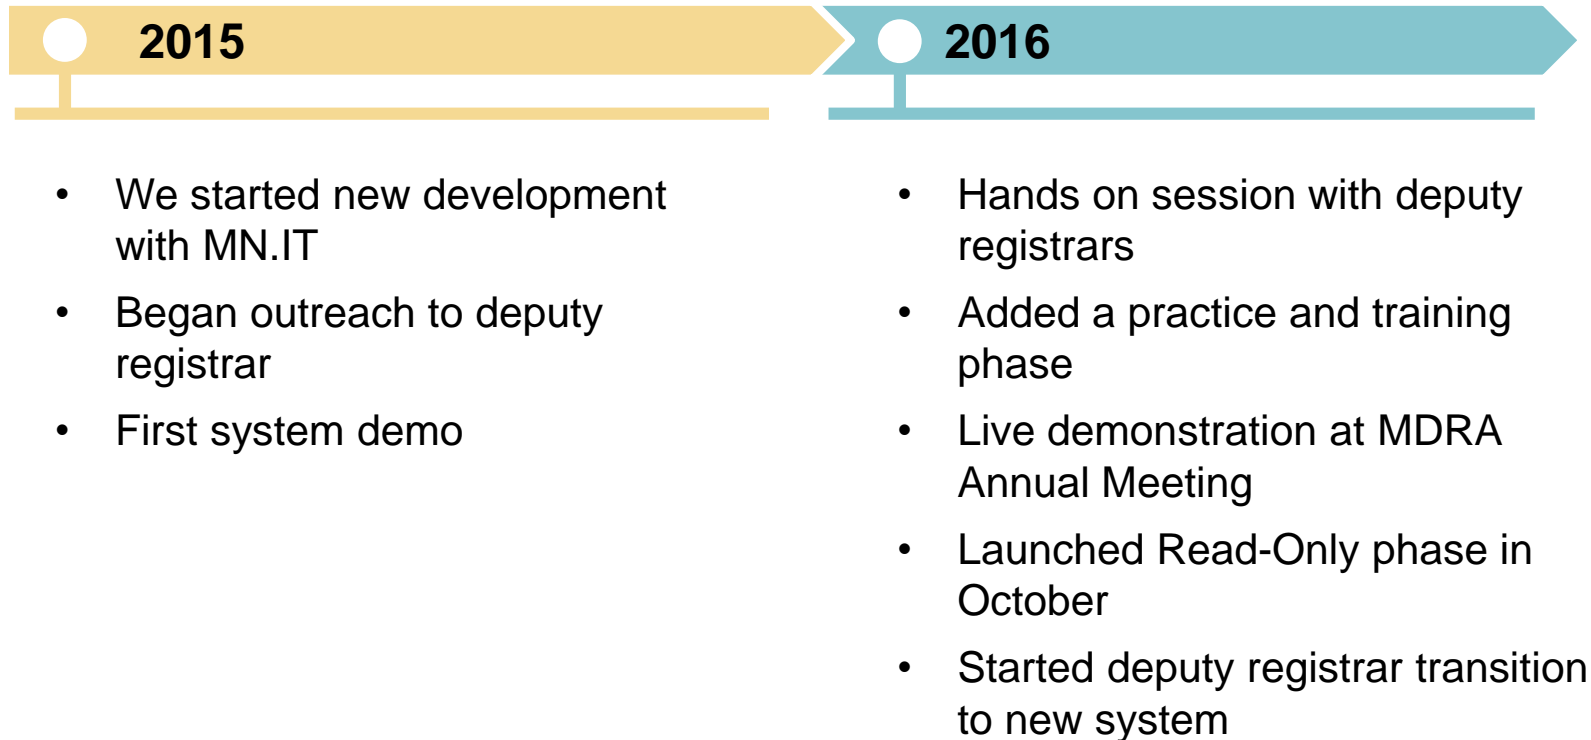 2015
• We started new development
with MN.IT
• Began outreach to deputy
registrar
• First system demo
2016
• Hands on session with deputy
registrars
• Added a practice and training
phase
• Live demonstration at MDRA
Annual Meeting
• Launched Read-Only phase in
October
• Started deputy registrar transition
to new system